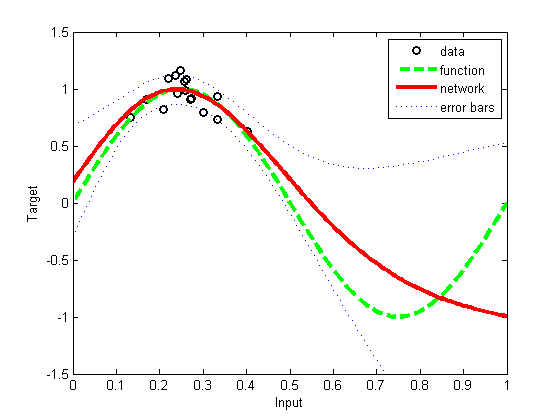 1.5
1
0.5
0
-0.5
-1
-1.5
Target
data
function
network
error bars
0 0.1 0.2 0.3 0.4 0.5 0.6 0.7 0.8 0.9 1
Input